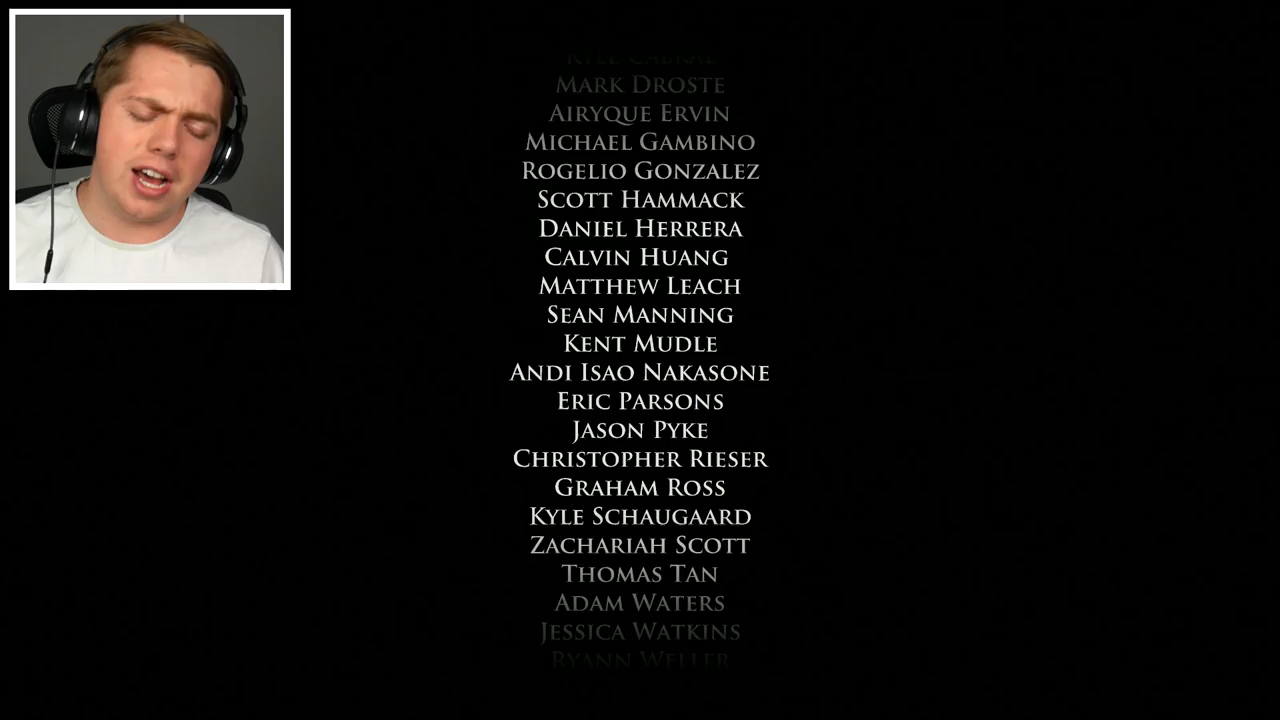 Mark Droste
Airyque Ervin
Michael Gambino
Rogelio Gonzalez
Scott Hammack
Daniel Herrera
Calvin Huang
Matthew Leach
Sean Manning
Kent Mudle
Andi Isao Nakasone
Eric Parsons
Jason Pyke
Christopher Rieser
Graham Ross
Kyle Schaugaard
Zachariah Scott
Thomas Tan
Adam Waters
Jessica Watkins
Ryann Weller